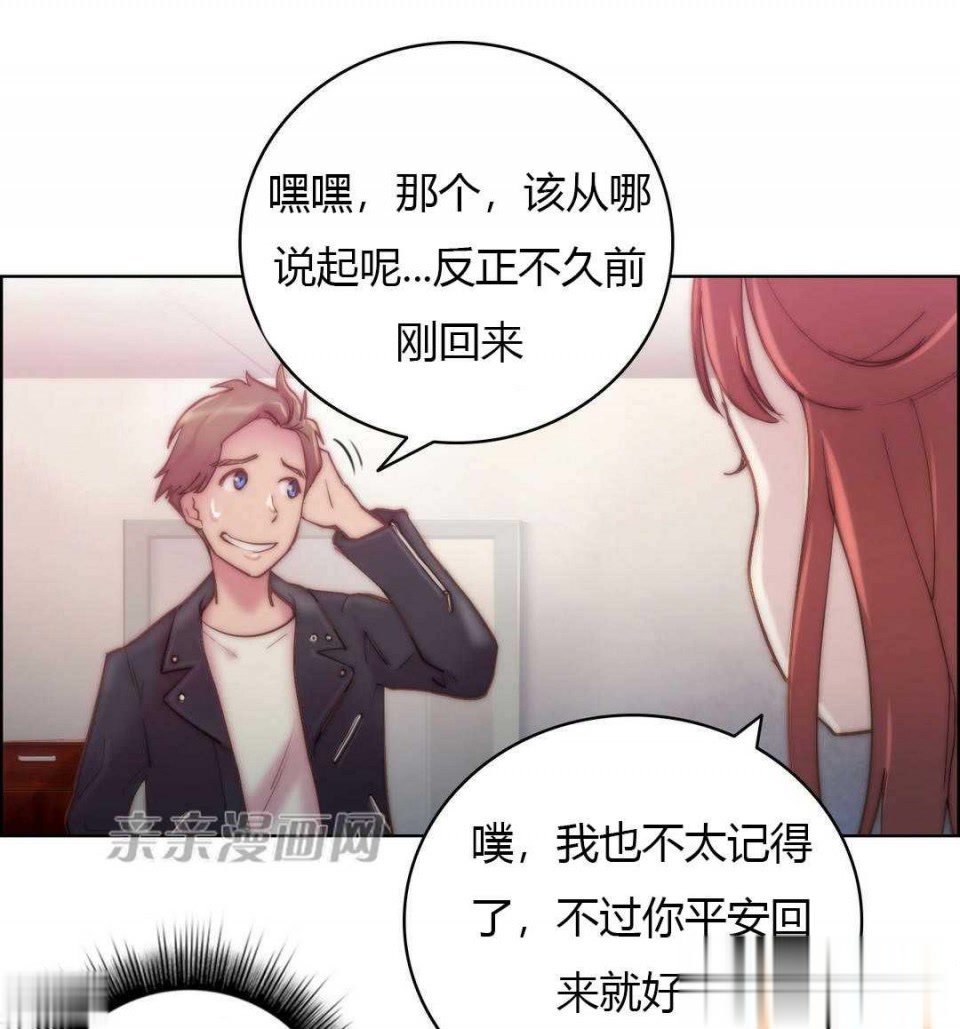 嘿嘿，那个，该从哪
说起呢...反正不久前
刚回来
亲亲漫画网
噗，我也不太记得
了，不过你平安回
来就好